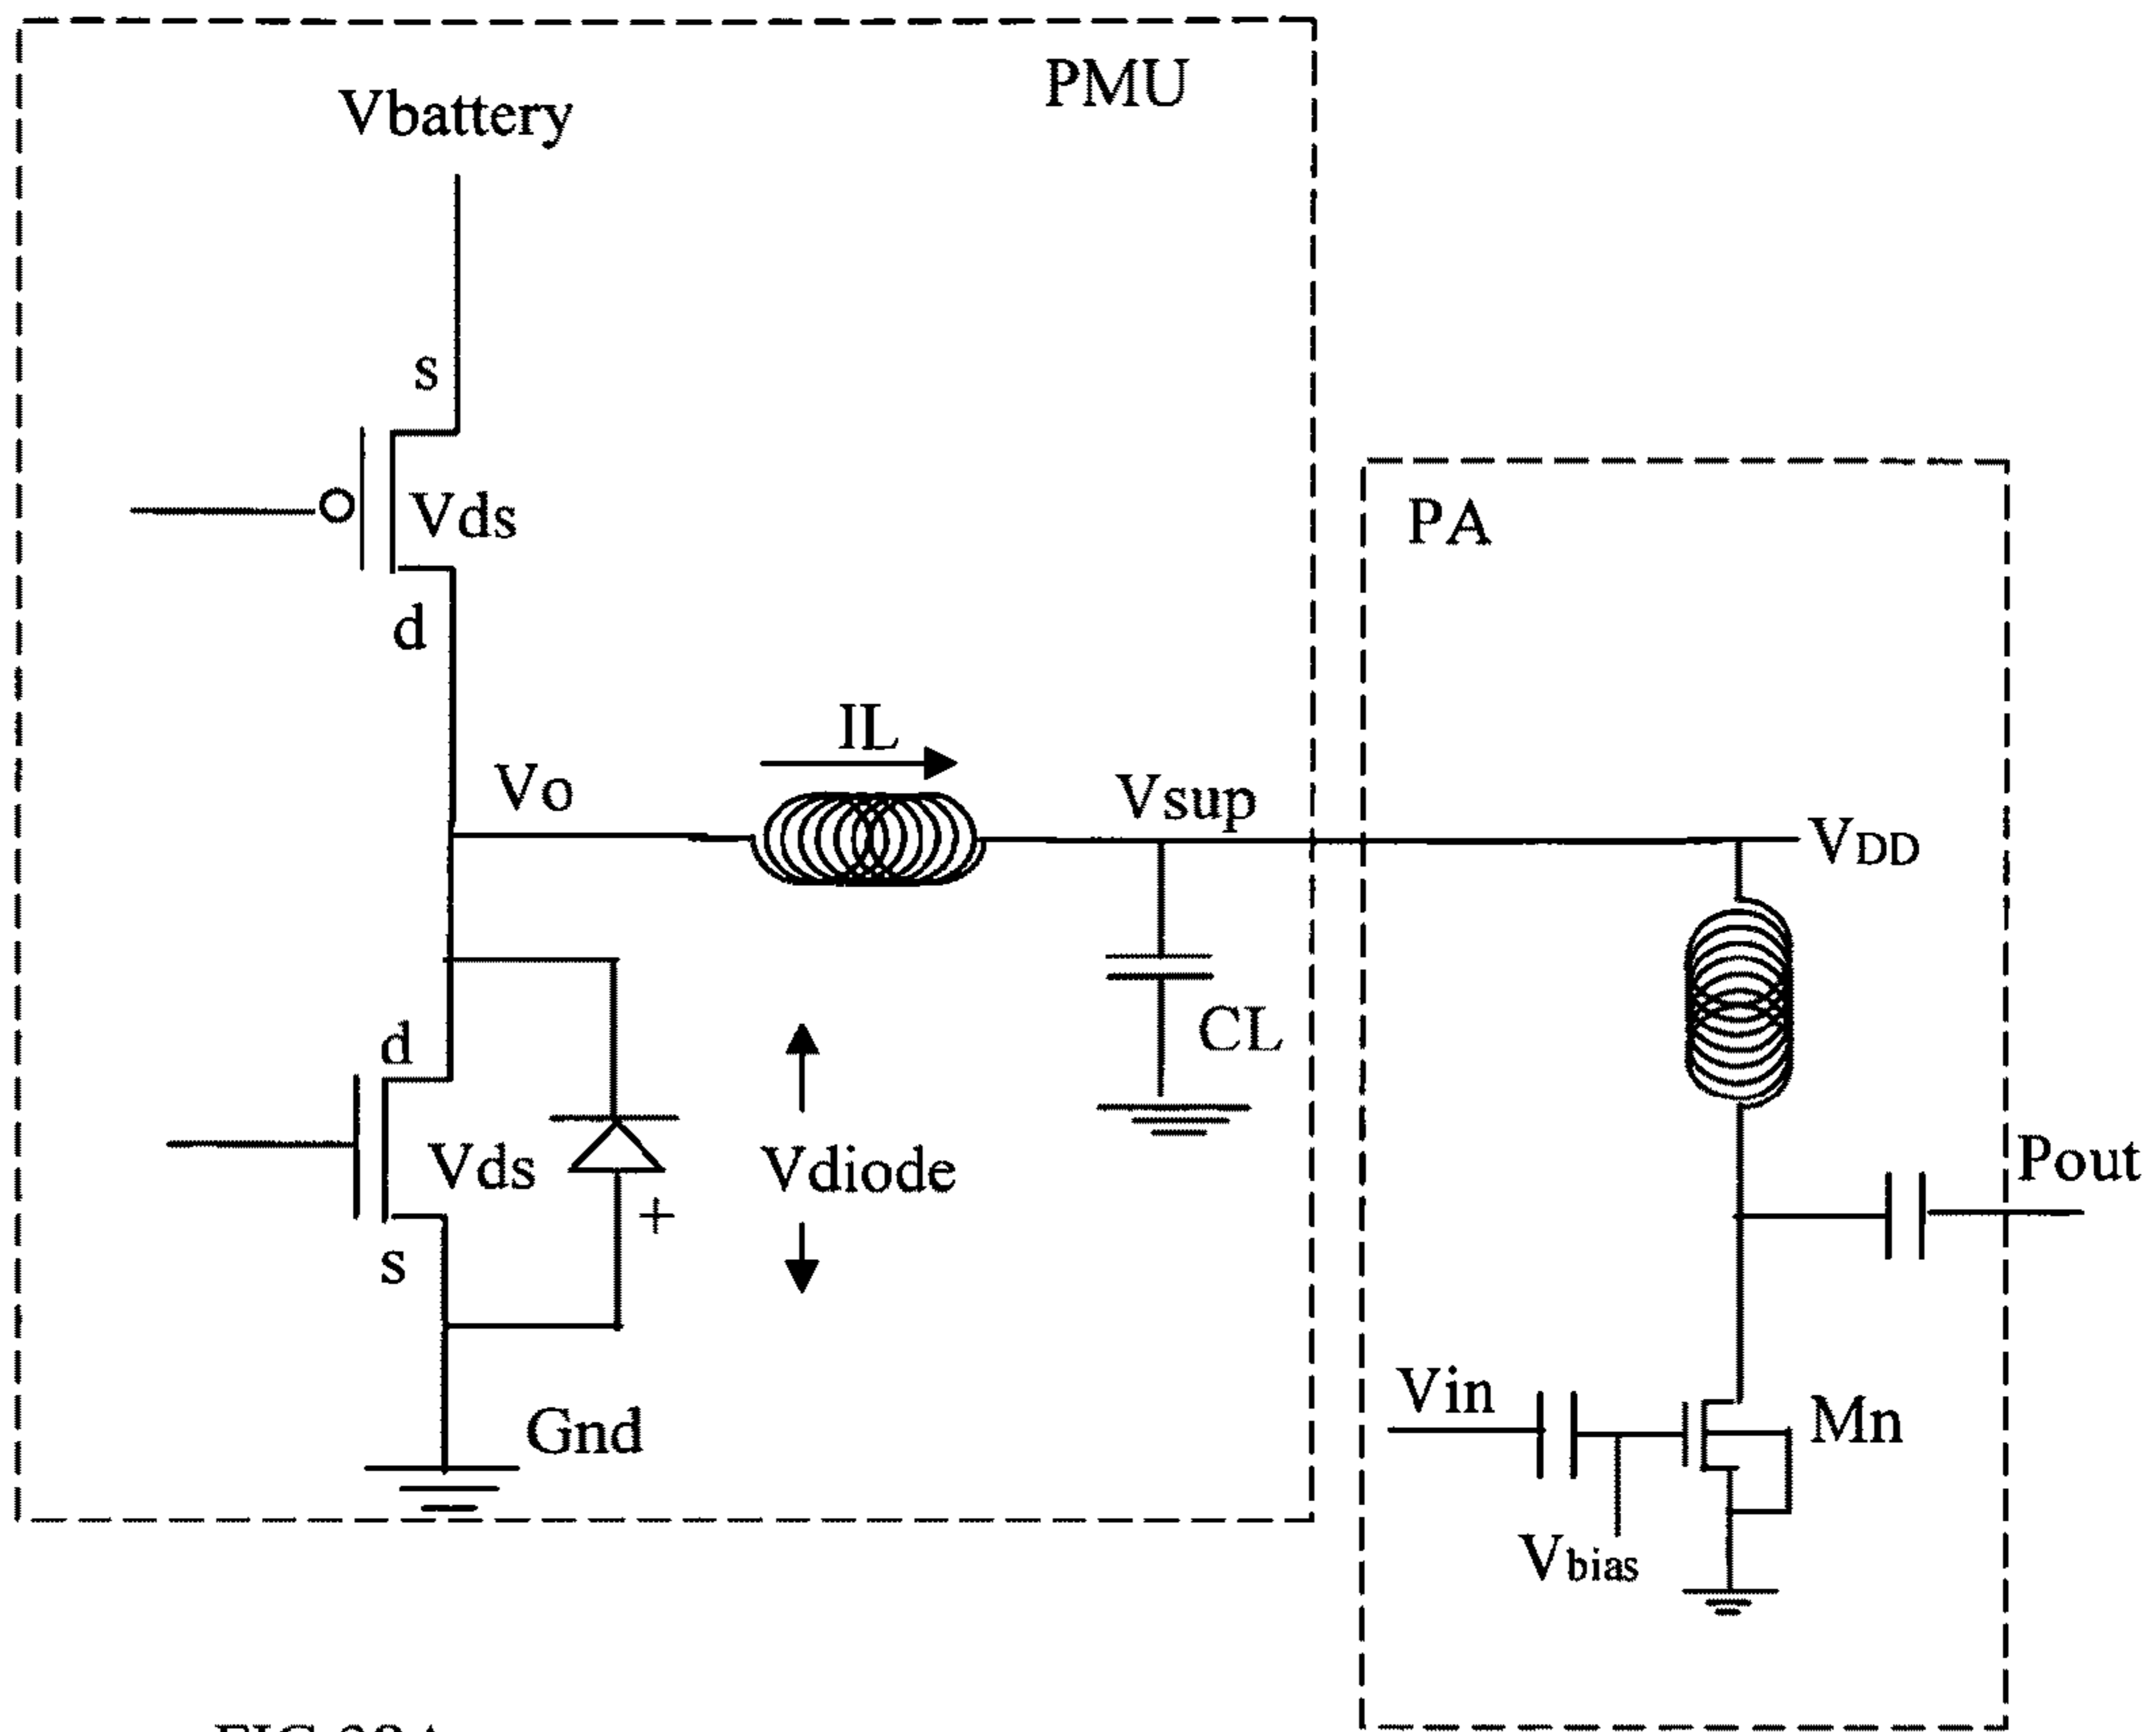 PMU
Vbattery
s
Vds
d
PA
IL
Vo
Vsup
VDD
CL
d
Vds
Vdiode
+
s
Pout
Gnd
Vin
Mn
Vbias